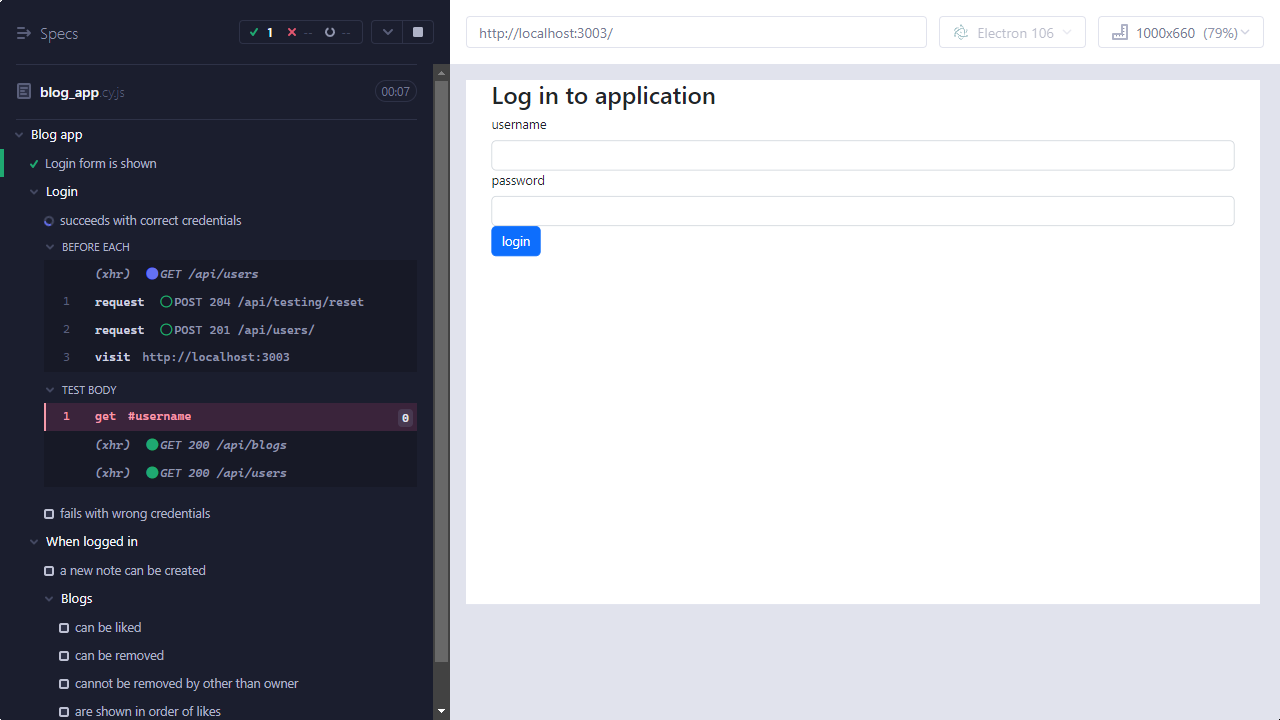 Specs
1 -- --
blog_app.cy.js 00:07
Blog app
Login form is shown
Login
succeeds with correct credentials
BEFORE EACH
(xhr) GET /api/users
1 request POST 204 /api/testing/reset
2 request POST 201 /api/users/
3 visit http://localhost:3003
TEST BODY
1 get #username 0
(xhr) GET 200 /api/blogs
(xhr) GET 200 /api/users
fails with wrong credentials
When logged in
a new note can be created
Blogs
can be liked
can be removed
cannot be removed by other than owner
are shown in order of likes
http://localhost:3003/
Electron 106
1000x660 (79%)
Log in to application
username
password
login